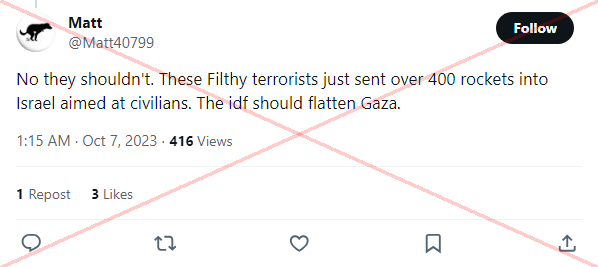 Matt
@Matt40799
Follow
No they shouldn't. These Filthy terrorists just sent over 400 rockets into
Israel aimed at civilians. The idf should flatten Gaza.
1:15 AM · Oct 7, 2023 · 416 Views
1 Repost 3 Likes